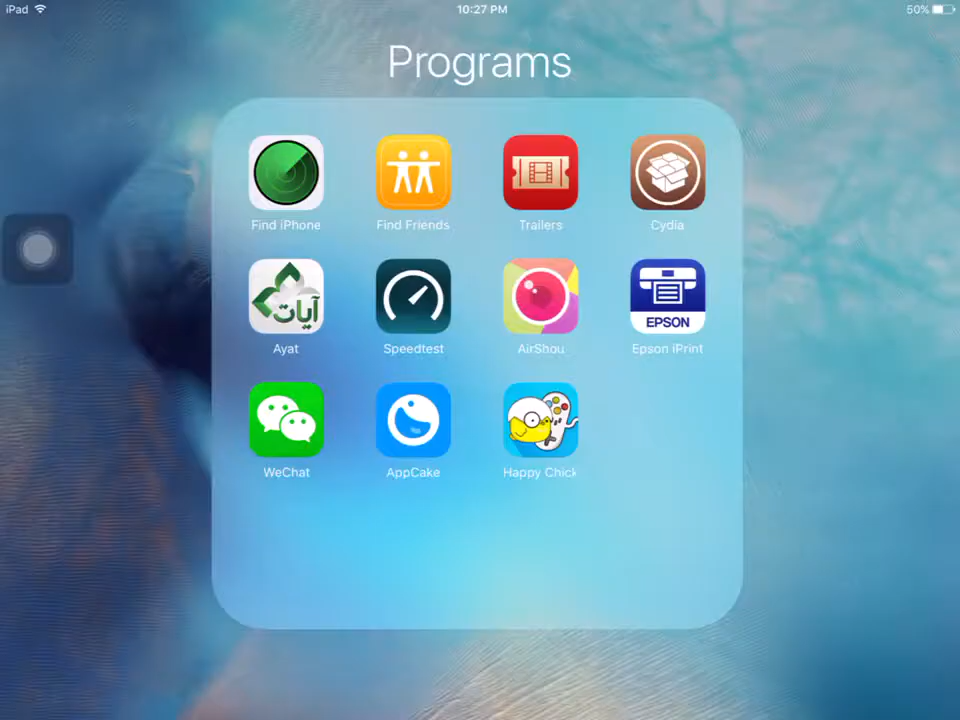 iPad 10:27 PM 50%
Programs
Find iPhone Find Friends Trailers Cydia
آيات
Ayat Speedtest AirShou Epson iPrint
EPSON
WeChat AppCake Happy Chick